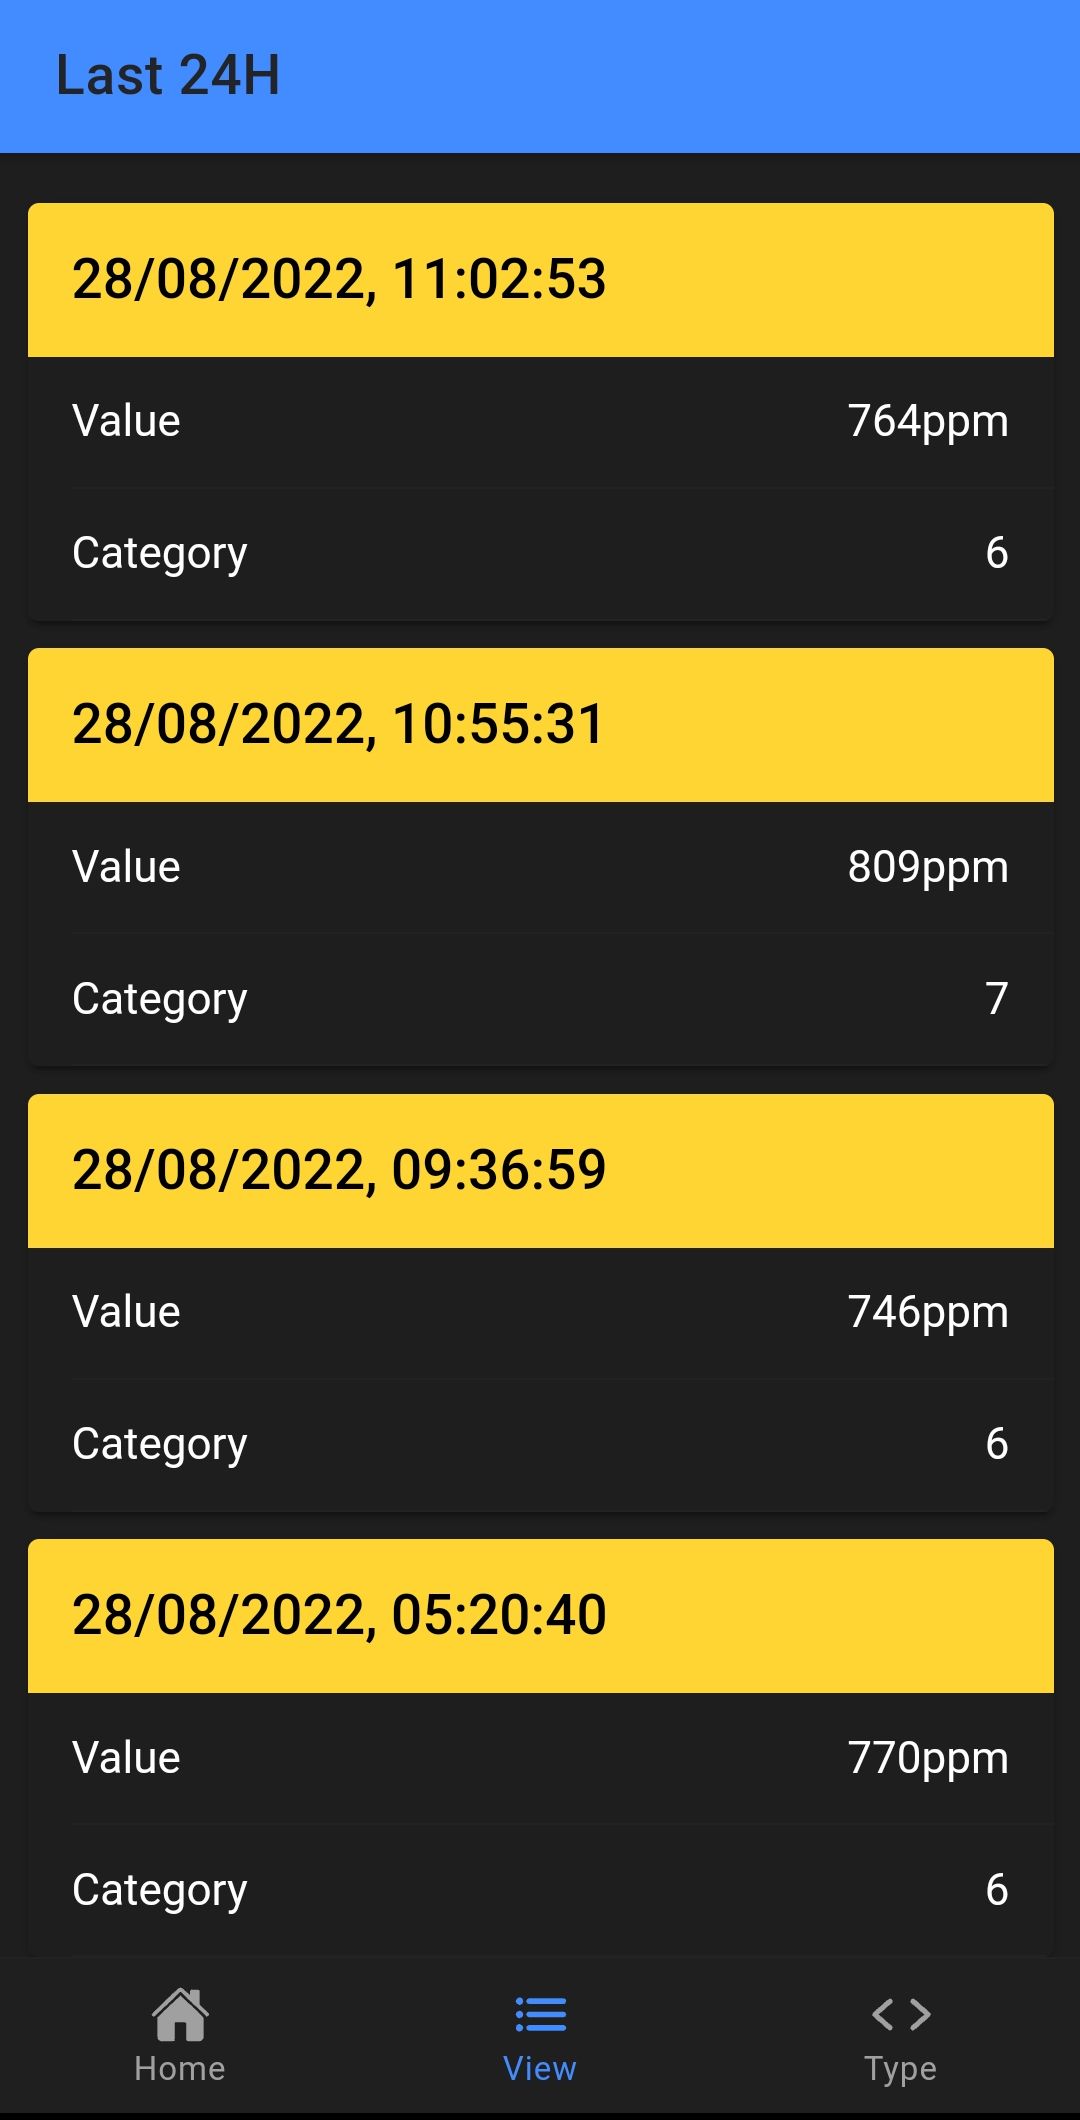 Last 24H
28/08/2022, 11:02:53
Value 764ppm
Category 6
28/08/2022, 10:55:31
Value 809ppm
Category 7
28/08/2022, 09:36:59
Value 746ppm
Category 6
28/08/2022, 05:20:40
Value 770ppm
Category 6
Home View Type